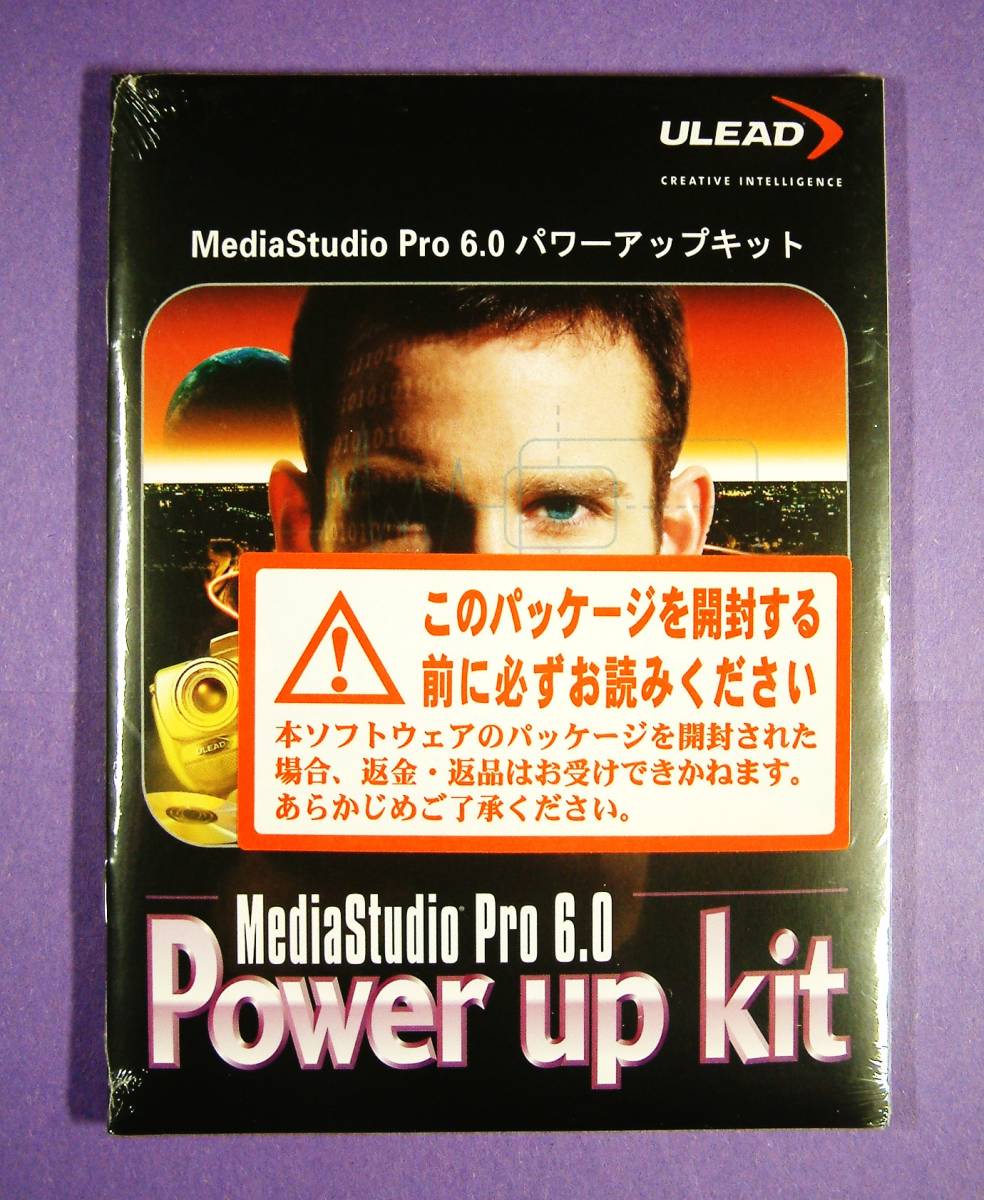 ULEAD
CREATIVE INTELLIGENCE
MediaStudio Pro 6.0 パワーアップキット
このパッケージを開封する
前に必ずお読みください
本ソフトウェアのパッケージを開封された
場合、返金・返品はお受けできかねます。
あらかじめご了承ください。
ULEAD
MediaStudio® Pro 6.0
Power up kit